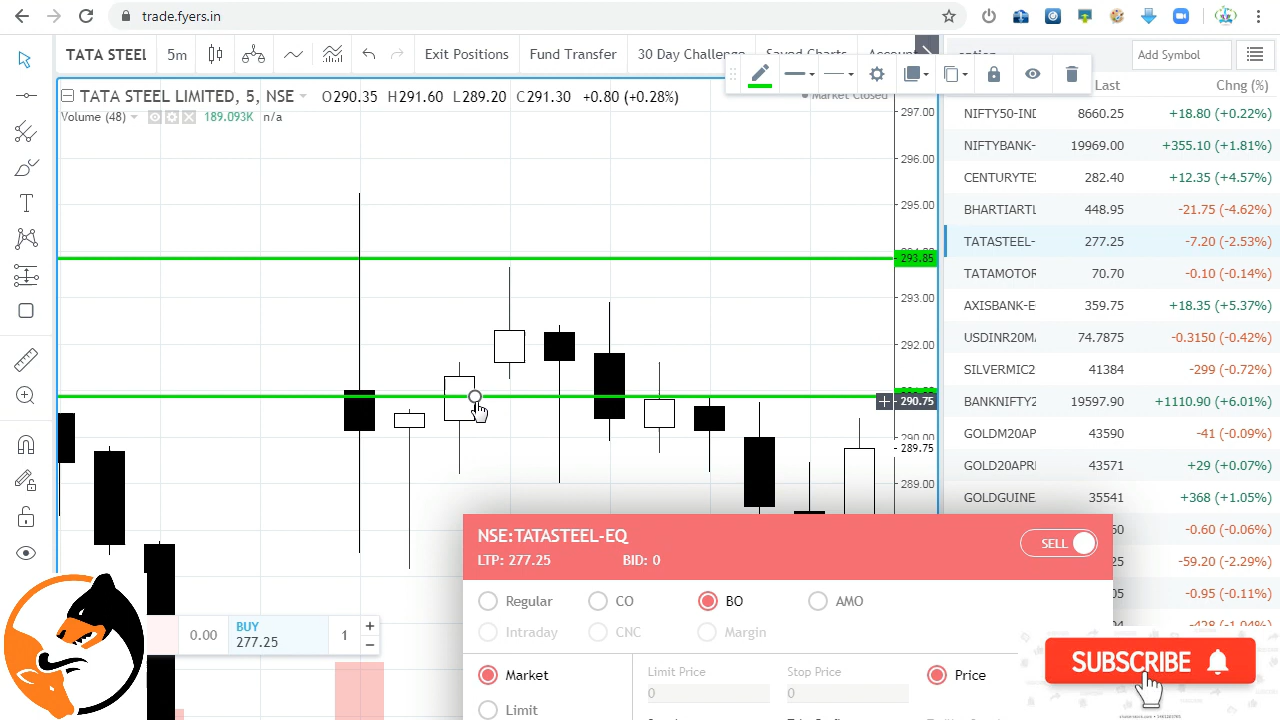 trade.fyers.in
TATA STEEL 5m Exit Positions Fund Transfer 30 Day Challenge Saved Charts
Add Symbol
TATA STEEL LIMITED, 5, NSE O290.35 H291.60 L289.20 C291.30 +0.80 (+0.28%)
Market Closed
Volume (48) 189.093K n/a
Last Chng (%)
NIFTY50-IND 8660.25 +18.80 (+0.22%)
NIFTYBANK- 19969.00 +355.10 (+1.81%)
CENTURYTE 282.40 +12.35 (+4.57%)
BHARTIARTL 448.95 -21.75 (-4.62%)
TATASTEEL- 277.25 -7.20 (-2.53%)
TATAMOTOR 70.70 -0.10 (-0.14%)
AXISBANK-E 359.75 +18.35 (+5.37%)
USDINR20M 74.7875 -0.3150 (-0.42%)
SILVERMIC2 41384 -299 (-0.72%)
BANKNIFTY2 19597.90 +1110.90 (+6.01%)
GOLDM20AP 43590 -41 (-0.09%)
GOLD20APR 43571 +29 (+0.07%)
GOLDGUINE 35541 +368 (+1.05%)
-0.60 (-0.06%)
-59.20 (-2.29%)
-0.95 (-0.11%)
297.00
296.00
295.00
293.85
293.00
292.00
290.75
290.00
289.75
289.00
NSE:TATASTEEL-EQ
LTP: 277.25 BID: 0
SELL
Regular CO BO AMO
Intraday CNC Margin
Market
Limit
Limit Price
0
Stop Price
0
Price
0.00
BUY
277.25
1
SUBSCRIBE